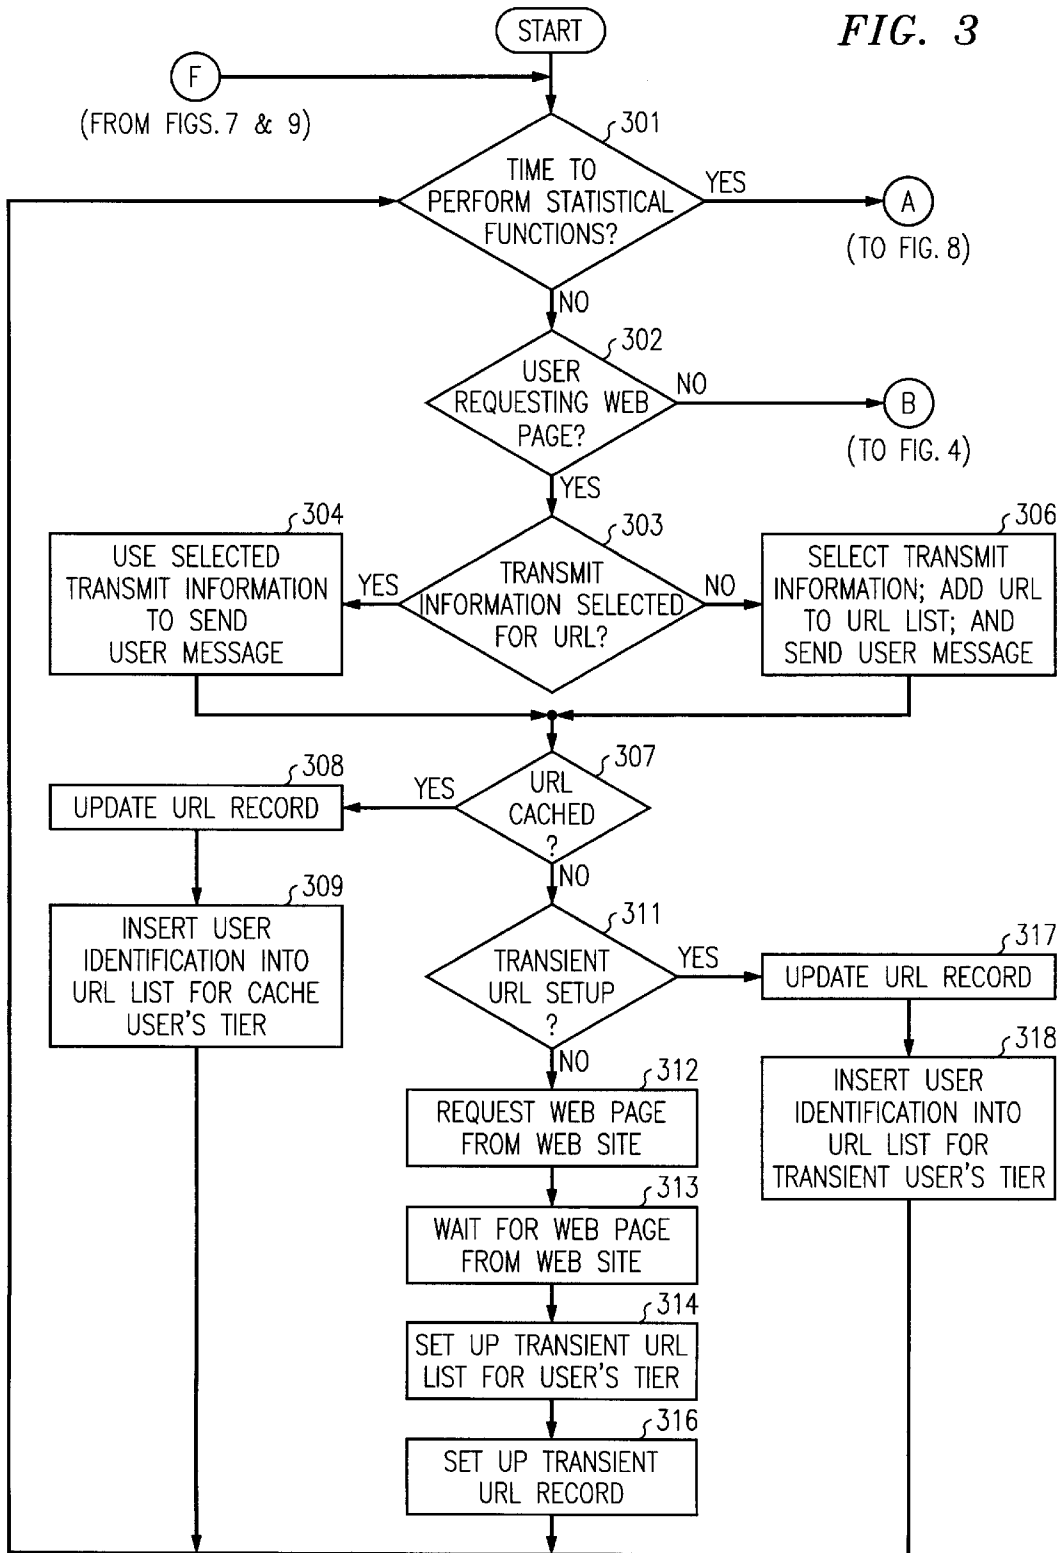 START
FIG. 3
F
(FROM FIGS. 7 & 9)
301
TIME TO
PERFORM STATISTICAL
FUNCTIONS?
YES
A
(TO FIG. 8)
NO
302
USER
REQUESTING WEB
PAGE?
NO
B
(TO FIG. 4)
YES
304
USE SELECTED
TRANSMIT INFORMATION
TO SEND
USER MESSAGE
YES
303
TRANSMIT
INFORMATION SELECTED
FOR URL?
NO
306
SELECT TRANSMIT
INFORMATION; ADD URL
TO URL LIST; AND
SEND USER MESSAGE
308
UPDATE URL RECORD
YES
307
URL
CACHED
?
NO
309
INSERT USER
IDENTIFICATION INTO
URL LIST FOR CACHE
USER'S TIER
311
TRANSIENT
URL SETUP
?
YES
317
UPDATE URL RECORD
NO
318
INSERT USER
IDENTIFICATION INTO
URL LIST FOR
TRANSIENT USER'S TIER
312
REQUEST WEB PAGE
FROM WEB SITE
313
WAIT FOR WEB PAGE
FROM WEB SITE
314
SET UP TRANSIENT URL
LIST FOR USER'S TIER
316
SET UP TRANSIENT
URL RECORD